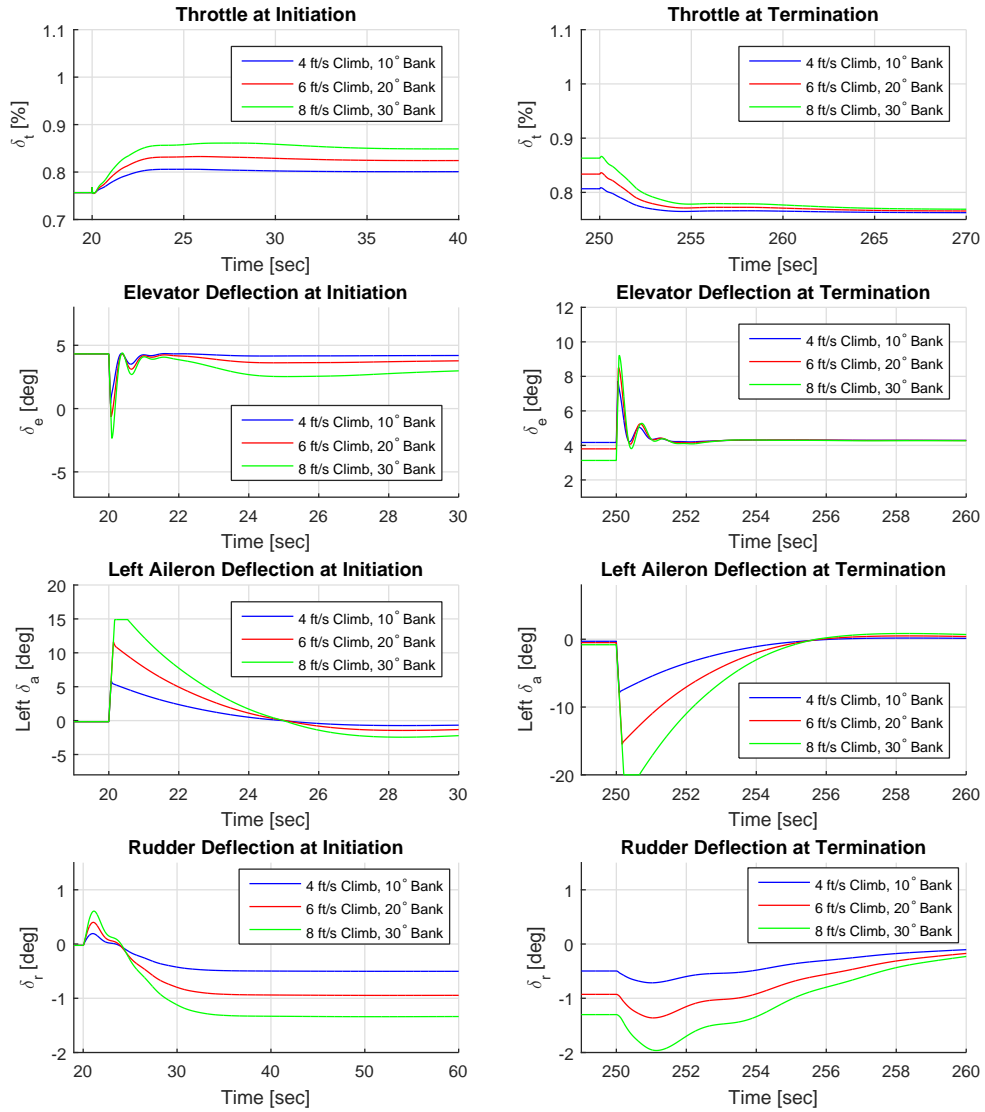 Throttle at Initiation
1.1
1
0.9
0.8
0.7
δt [%]
4 ft/s Climb, 10° Bank
6 ft/s Climb, 20° Bank
8 ft/s Climb, 30° Bank
20 25 30 35 40
Time [sec]
Throttle at Termination
1.1
1
0.9
0.8
δt [%]
4 ft/s Climb, 10° Bank
6 ft/s Climb, 20° Bank
8 ft/s Climb, 30° Bank
250 255 260 265 270
Time [sec]
Elevator Deflection at Initiation
5
0
-5
δe [deg]
4 ft/s Climb, 10° Bank
6 ft/s Climb, 20° Bank
8 ft/s Climb, 30° Bank
20 22 24 26 28 30
Time [sec]
Elevator Deflection at Termination
12
10
8
6
4
2
δe [deg]
4 ft/s Climb, 10° Bank
6 ft/s Climb, 20° Bank
8 ft/s Climb, 30° Bank
250 252 254 256 258 260
Time [sec]
Left Aileron Deflection at Initiation
20
15
10
5
0
-5
Left δa [deg]
4 ft/s Climb, 10° Bank
6 ft/s Climb, 20° Bank
8 ft/s Climb, 30° Bank
20 22 24 26 28 30
Time [sec]
Left Aileron Deflection at Termination
0
-10
-20
Left δa [deg]
4 ft/s Climb, 10° Bank
6 ft/s Climb, 20° Bank
8 ft/s Climb, 30° Bank
250 252 254 256 258 260
Time [sec]
Rudder Deflection at Initiation
1
0
-1
-2
δr [deg]
4 ft/s Climb, 10° Bank
6 ft/s Climb, 20° Bank
8 ft/s Climb, 30° Bank
20 30 40 50 60
Time [sec]
Rudder Deflection at Termination
1
0
-1
-2
δr [deg]
4 ft/s Climb, 10° Bank
6 ft/s Climb, 20° Bank
8 ft/s Climb, 30° Bank
250 252 254 256 258 260
Time [sec]